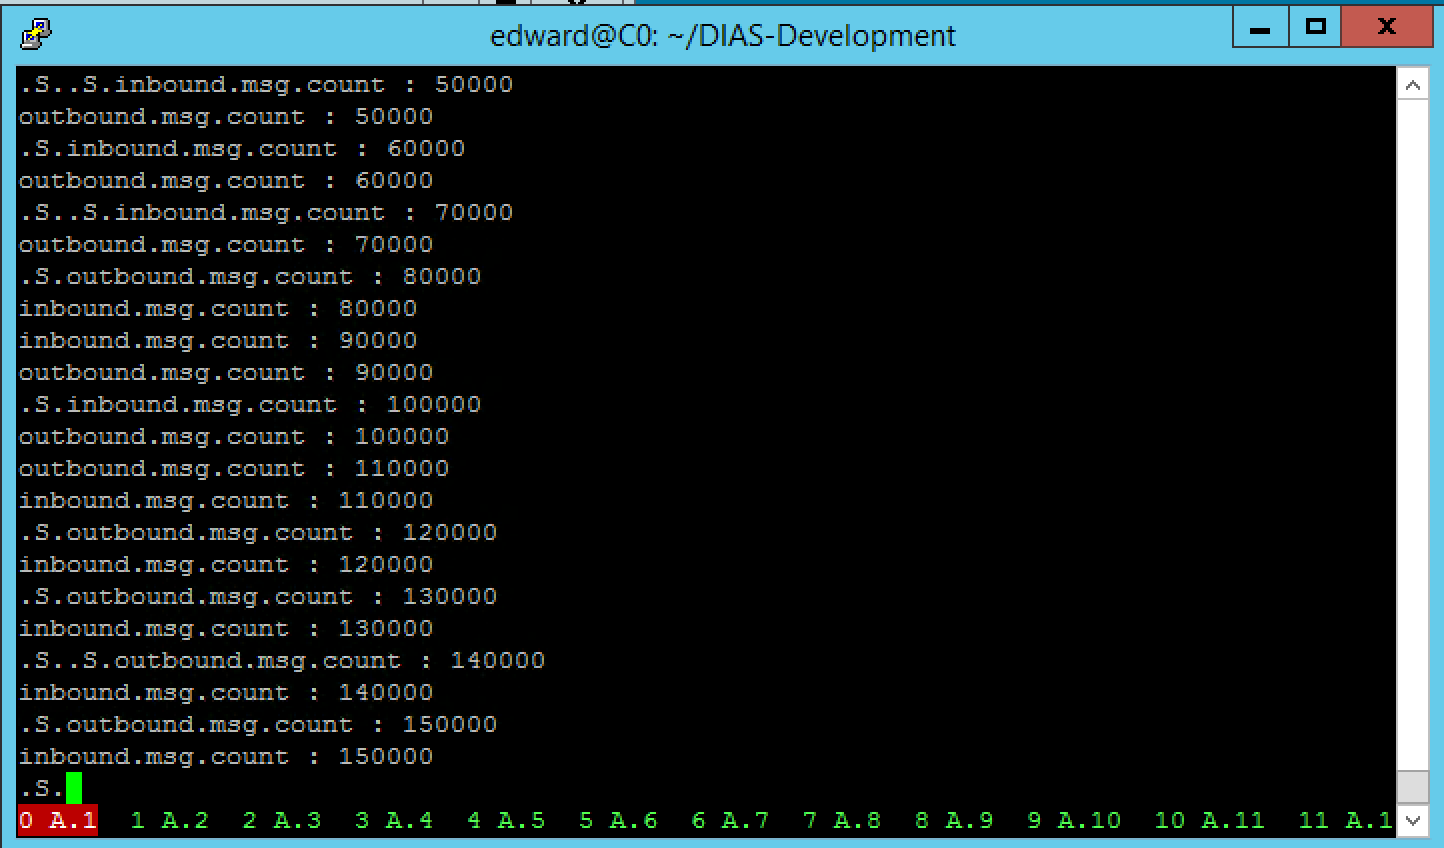 edward@C0: ~/DIAS-Development
.S..S.inbound.msg.count : 50000
outbound.msg.count : 50000
.S.inbound.msg.count : 60000
outbound.msg.count : 60000
.S..S.inbound.msg.count : 70000
outbound.msg.count : 70000
.S.outbound.msg.count : 80000
inbound.msg.count : 80000
inbound.msg.count : 90000
outbound.msg.count : 90000
.S.inbound.msg.count : 100000
outbound.msg.count : 100000
outbound.msg.count : 110000
inbound.msg.count : 110000
.S.outbound.msg.count : 120000
inbound.msg.count : 120000
.S.outbound.msg.count : 130000
inbound.msg.count : 130000
.S..S.outbound.msg.count : 140000
inbound.msg.count : 140000
.S.outbound.msg.count : 150000
inbound.msg.count : 150000
.S.
0 A.1  1 A.2  2 A.3  3 A.4  4 A.5  5 A.6  6 A.7  7 A.8  8 A.9  9 A.10  10 A.11  11 A.1